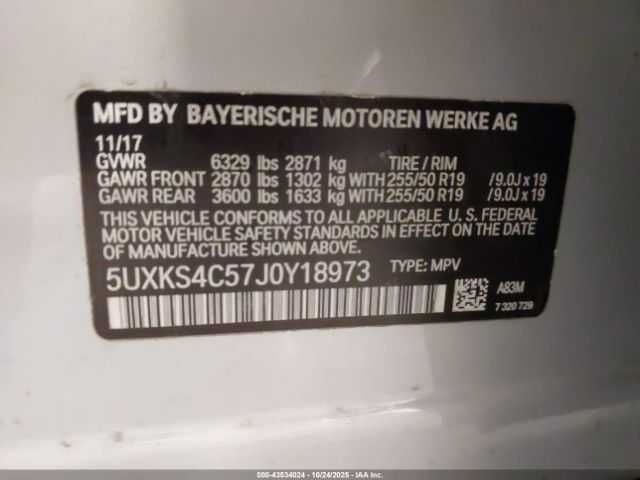 MFD BY BAYERISCHE MOTOREN WERKE AG
11/17
GVWR 6329 lbs 2871 kg TIRE / RIM
GAWR FRONT 2870 lbs 1302 kg WITH 255/50 R19 /9.0J x 19
GAWR REAR 3600 lbs 1633 kg WITH 255/50 R19 /9.0J x 19
THIS VEHICLE CONFORMS TO ALL APPLICABLE U. S. FEDERAL
MOTOR VEHICLE SAFETY STANDARDS IN EFFECT ON THE DATE
OF MANUFACTURE SHOWN ABOVE.
5UXKS4C57J0Y18973 TYPE: MPV
A83M
7 320 729
000-43534024 - 10/24/2025 - IAA Inc.